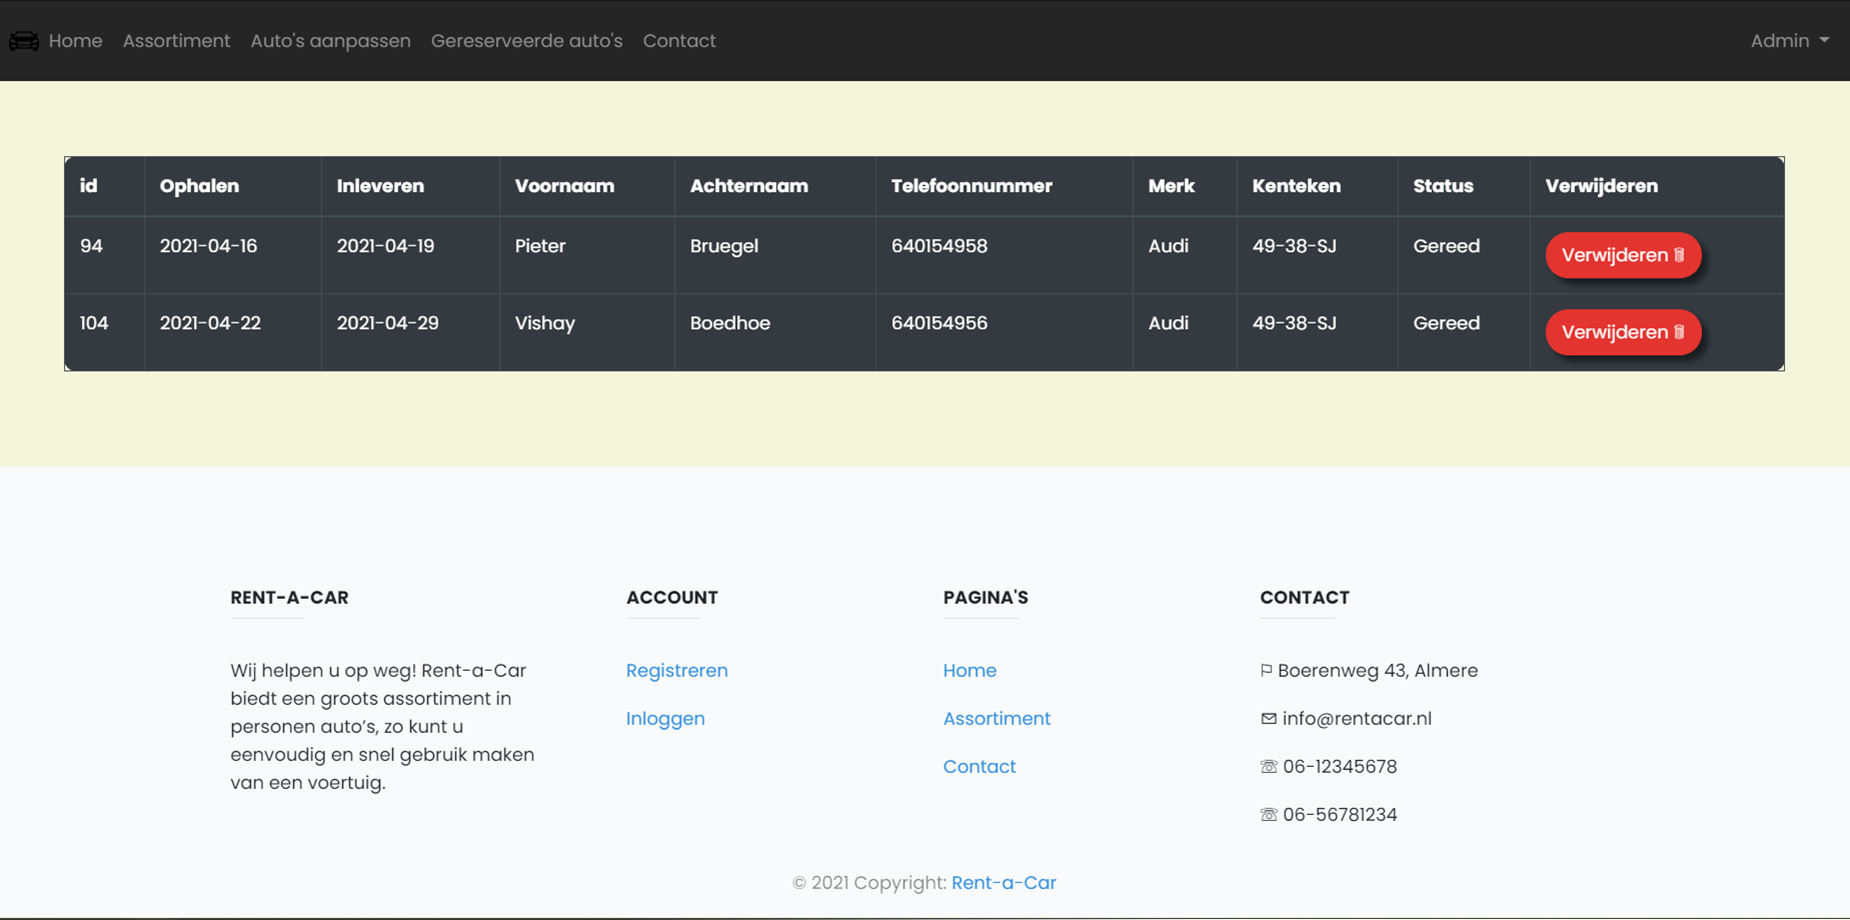 Home Assortiment Auto's aanpassen Gereserveerde auto's Contact Admin
id Ophalen Inleveren Voornaam Achternaam Telefoonnummer Merk Kenteken Status Verwijderen
94 2021-04-16 2021-04-19 Pieter Bruegel 640154958 Audi 49-38-SJ Gereed Verwijderen
104 2021-04-22 2021-04-29 Vishay Boedhoe 640154956 Audi 49-38-SJ Gereed Verwijderen
RENT-A-CAR
Wij helpen u op weg! Rent-a-Car
biedt een groots assortiment in
personen auto’s, zo kunt u
eenvoudig en snel gebruik maken
van een voertuig.
ACCOUNT
Registreren
Inloggen
PAGINA'S
Home
Assortiment
Contact
CONTACT
Boerenweg 43, Almere
info@rentacar.nl
06-12345678
06-56781234
© 2021 Copyright: Rent-a-Car